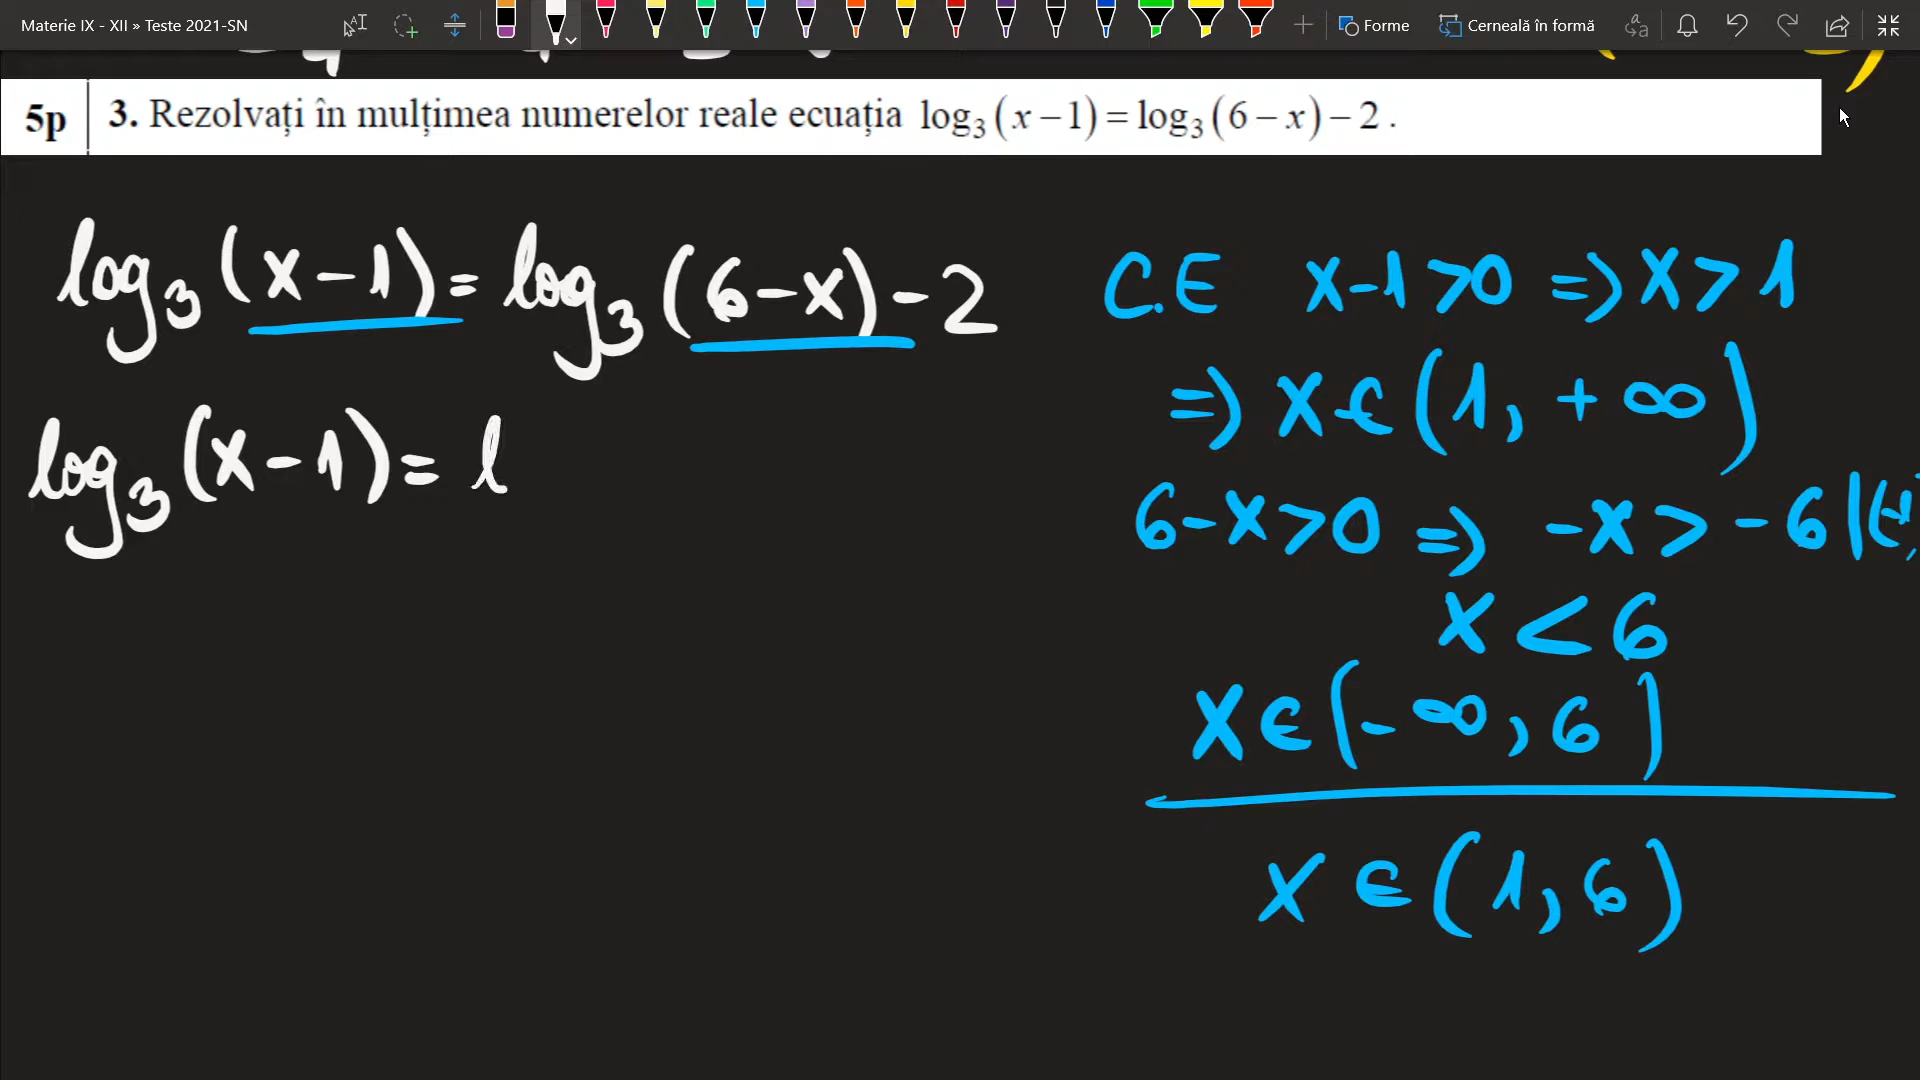 Materie IX - XII » Teste 2021-SN
Forme
Cerneală în formă
5p 3. Rezolvați în mulțimea numerelor reale ecuația log₃(x−1)=log₃(6−x)−2.
log₃(x-1)=log₃(6-x)-2
log₃(x-1)= l
C.E x-1>0 => x>1
=> x∈(1,+∞)
6-x>0 => -x>-6|(-1)
x<6
x∈(-∞,6)
x∈(1,6)